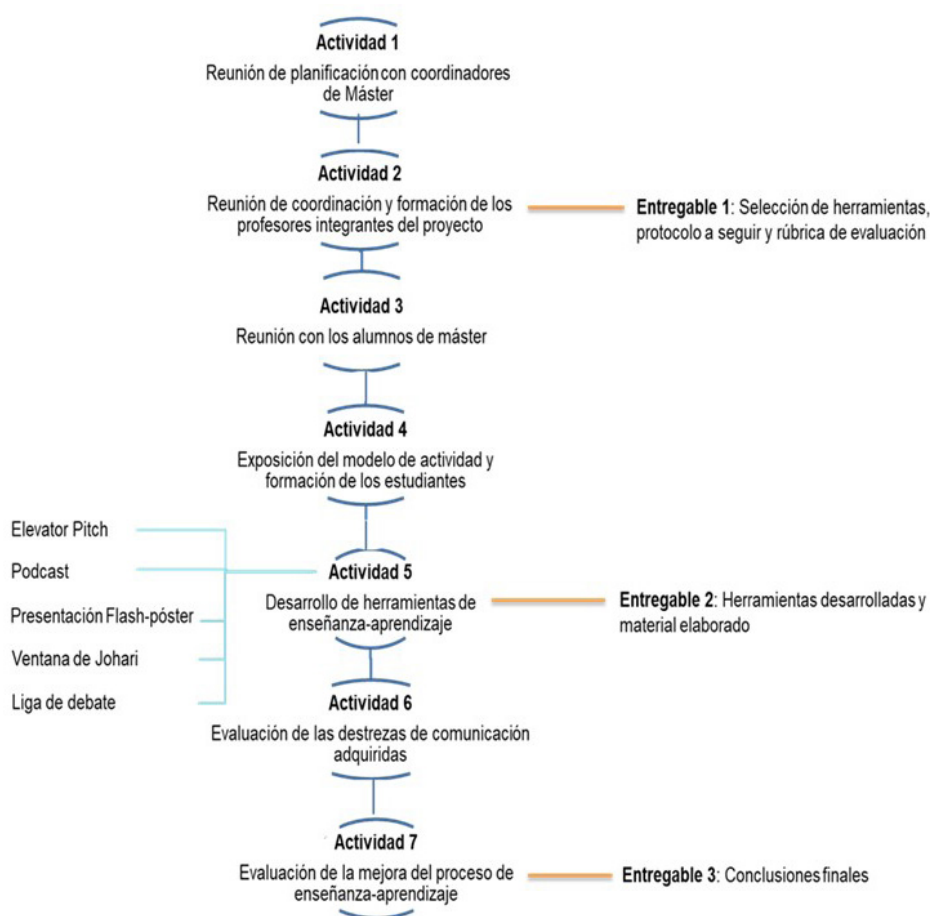 Actividad 1
Reunión de planificación con coordinadores
de Máster
Actividad 2
Reunión de coordinación y formación de los
profesores integrantes del proyecto
Entregable 1: Selección de herramientas,
protocolo a seguir y rúbrica de evaluación
Actividad 3
Reunión con los alumnos de máster
Actividad 4
Exposición del modelo de actividad y
formación de los estudiantes
Elevator Pitch
Podcast
Presentación Flash-póster
Ventana de Johari
Liga de debate
Actividad 5
Desarrollo de herramientas de
enseñanza-aprendizaje
Entregable 2: Herramientas desarrolladas y
material elaborado
Actividad 6
Evaluación de las destrezas de comunicación
adquiridas
Actividad 7
Evaluación de la mejora del proceso de
enseñanza-aprendizaje
Entregable 3: Conclusiones finales